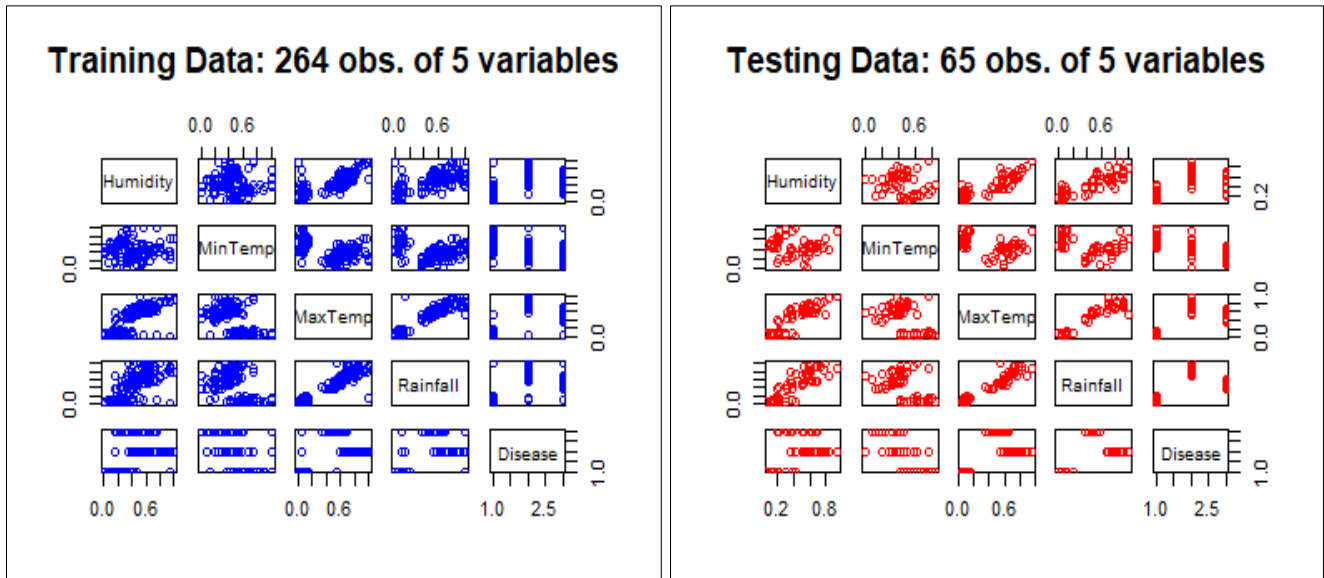 Training Data: 264 obs. of 5 variables
0.0 0.6 0.0 0.6
Humidity
0.0
MinTemp
0.0
MaxTemp
0.0
Rainfall
0.0
Disease
1.0
0.0 0.6 0.0 0.6 1.0 2.5
Testing Data: 65 obs. of 5 variables
0.0 0.6 0.0 0.6
Humidity
0.2
MinTemp
0.0
MaxTemp
0.0 1.0
Rainfall
0.0
Disease
1.0
0.2 0.8 0.0 0.6 1.0 2.5